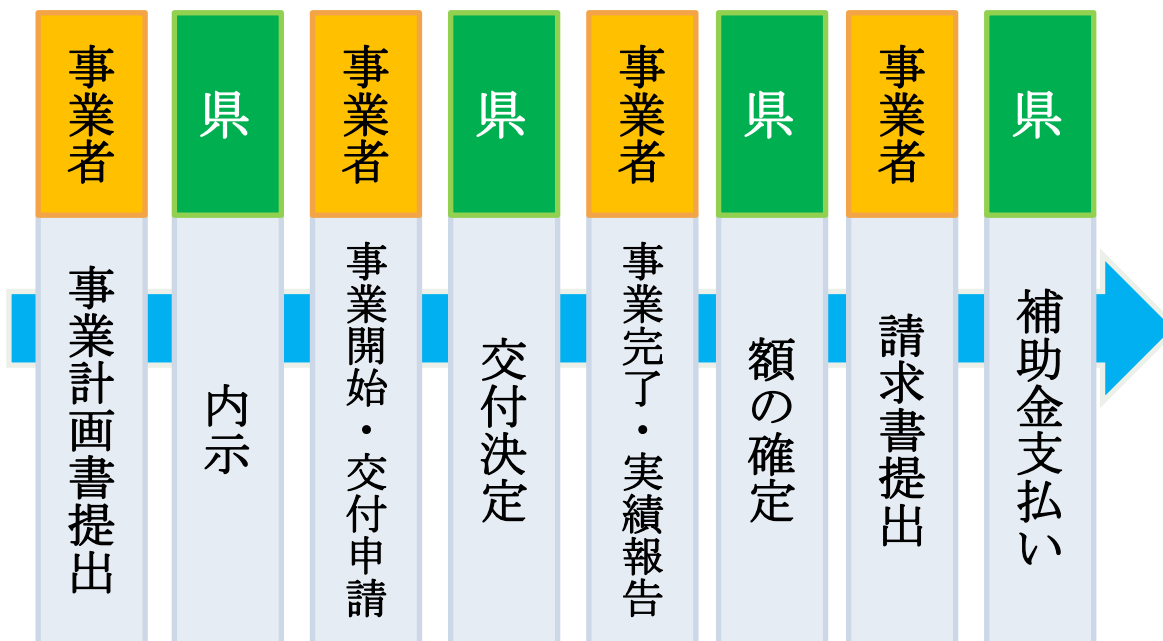 事業者
事業計画書提出
県
内示
事業者
事業開始・交付申請
県
交付決定
事業者
事業完了・実績報告
県
額の確定
事業者
請求書提出
県
補助金支払い